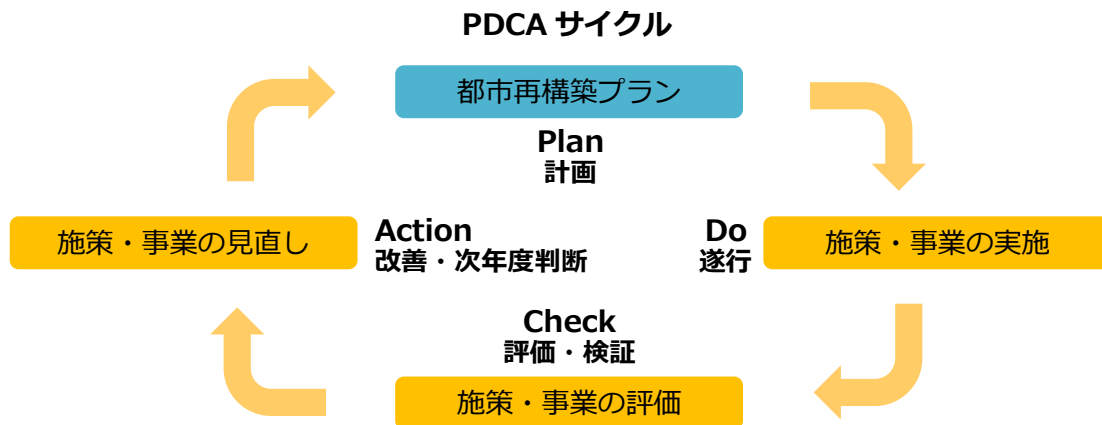 PDCA サイクル
都市再構築プラン
Plan
計画
施策・事業の見直し
Action
改善・次年度判断
Do
遂行
施策・事業の実施
Check
評価・検証
施策・事業の評価